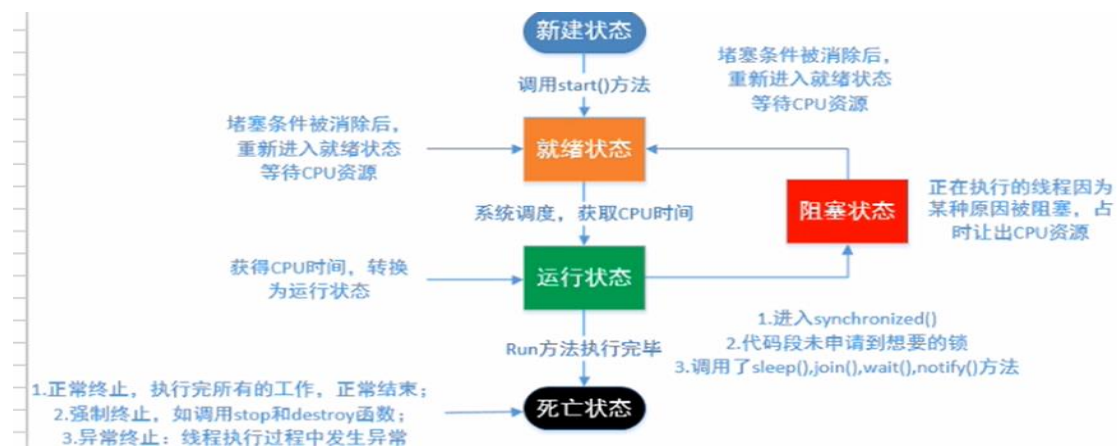 新建状态
调用start()方法
堵塞条件被消除后，
重新进入就绪状态
等待CPU资源
堵塞条件被消除后，
重新进入就绪状态
等待CPU资源
就绪状态
系统调度，获取CPU时间
阻塞状态
正在执行的线程因为
某种原因被阻塞，占
时让出CPU资源
获得CPU时间，转换
为运行状态
运行状态
1.进入synchronized()
2.代码段未申请到想要的锁
3.调用了sleep(),join(),wait(),notify()方法
Run方法执行完毕
1.正常终止，执行完所有的工作，正常结束；
2.强制终止，如调用stop和destroy函数；
3.异常终止：线程执行过程中发生异常
死亡状态